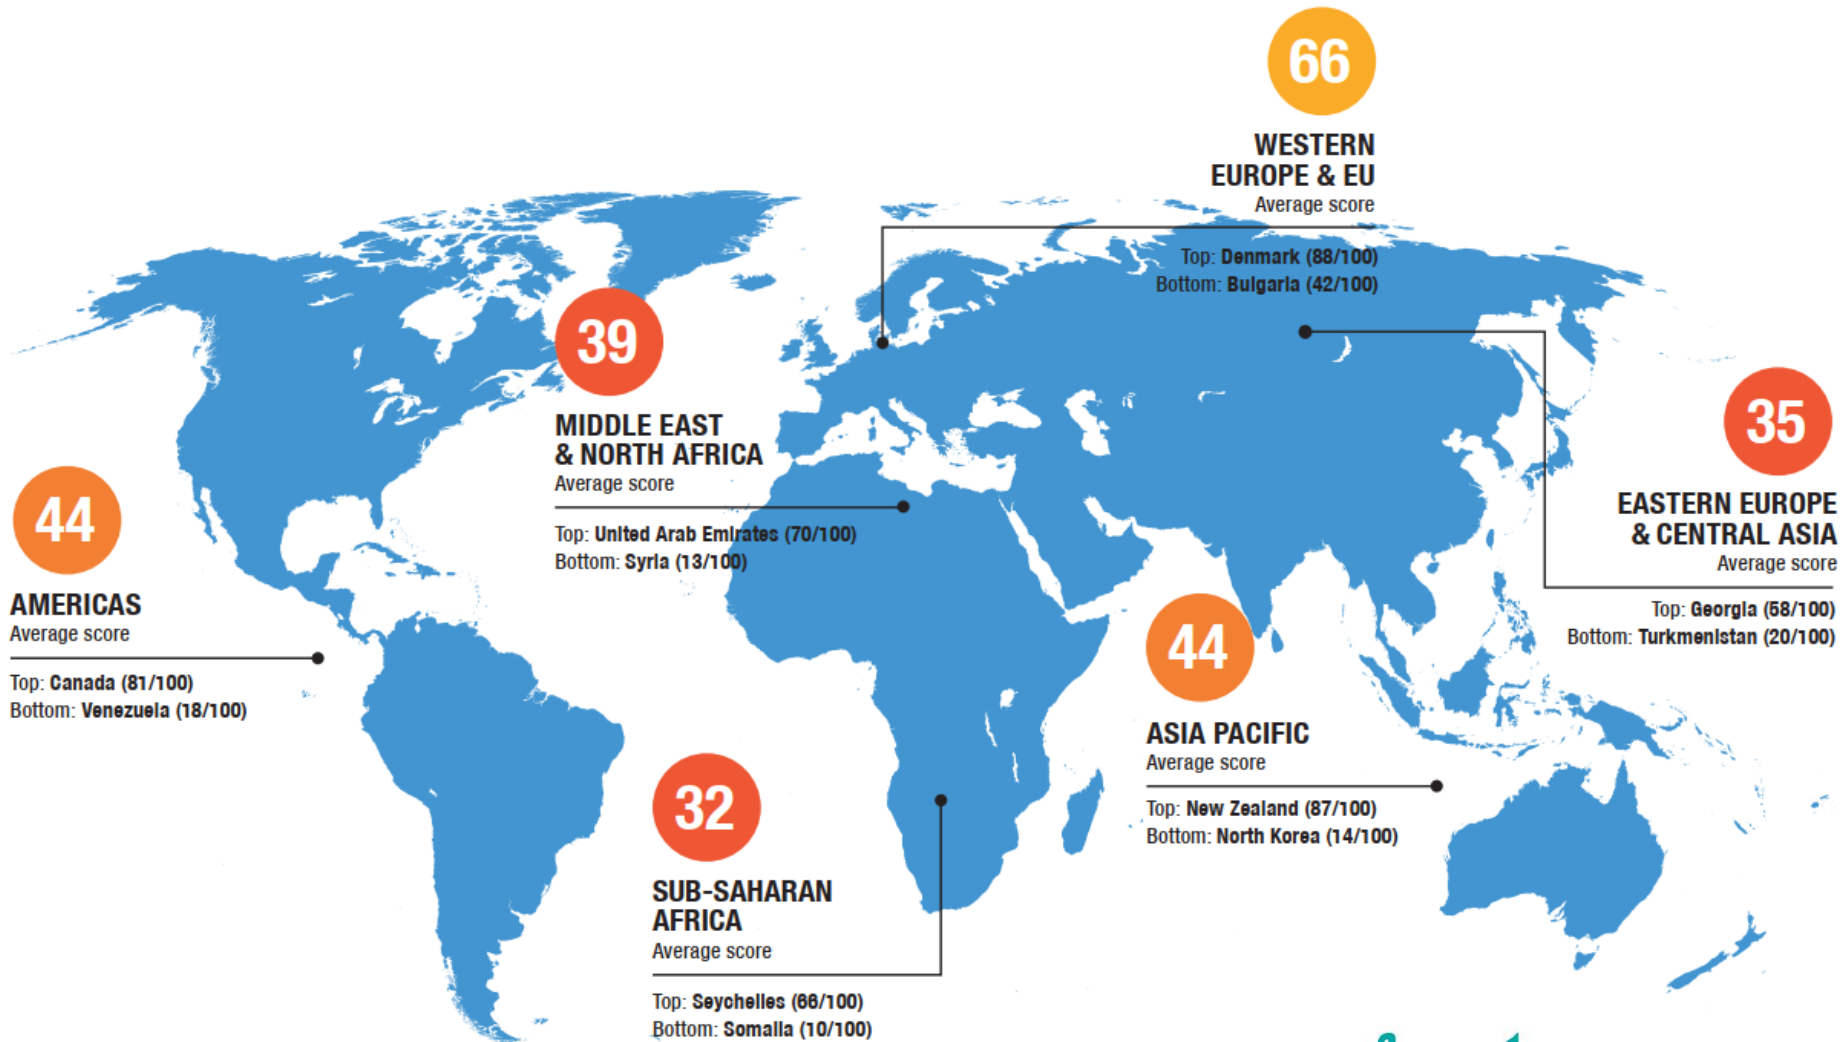 66
WESTERN
EUROPE & EU
Average score
Top: Denmark (88/100)
Bottom: Bulgaria (42/100)
39
MIDDLE EAST
& NORTH AFRICA
Average score
Top: United Arab Emirates (70/100)
Bottom: Syria (13/100)
35
EASTERN EUROPE
& CENTRAL ASIA
Average score
Top: Georgia (58/100)
Bottom: Turkmenistan (20/100)
44
AMERICAS
Average score
Top: Canada (81/100)
Bottom: Venezuela (18/100)
44
ASIA PACIFIC
Average score
Top: New Zealand (87/100)
Bottom: North Korea (14/100)
32
SUB-SAHARAN
AFRICA
Average score
Top: Seychelles (66/100)
Bottom: Somalia (10/100)